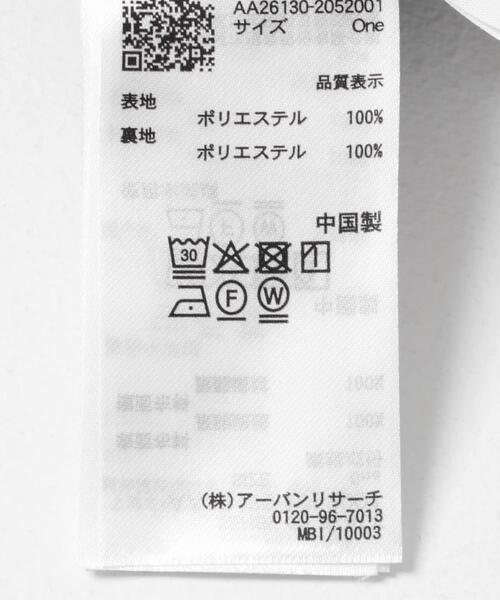 AA26130-2052001
サイズ One
品質表示
表地
ポリエステル 100%
裏地
ポリエステル 100%
中国製
30
F W
(株)アーバンリサーチ
0120-96-7013
MBI/10003